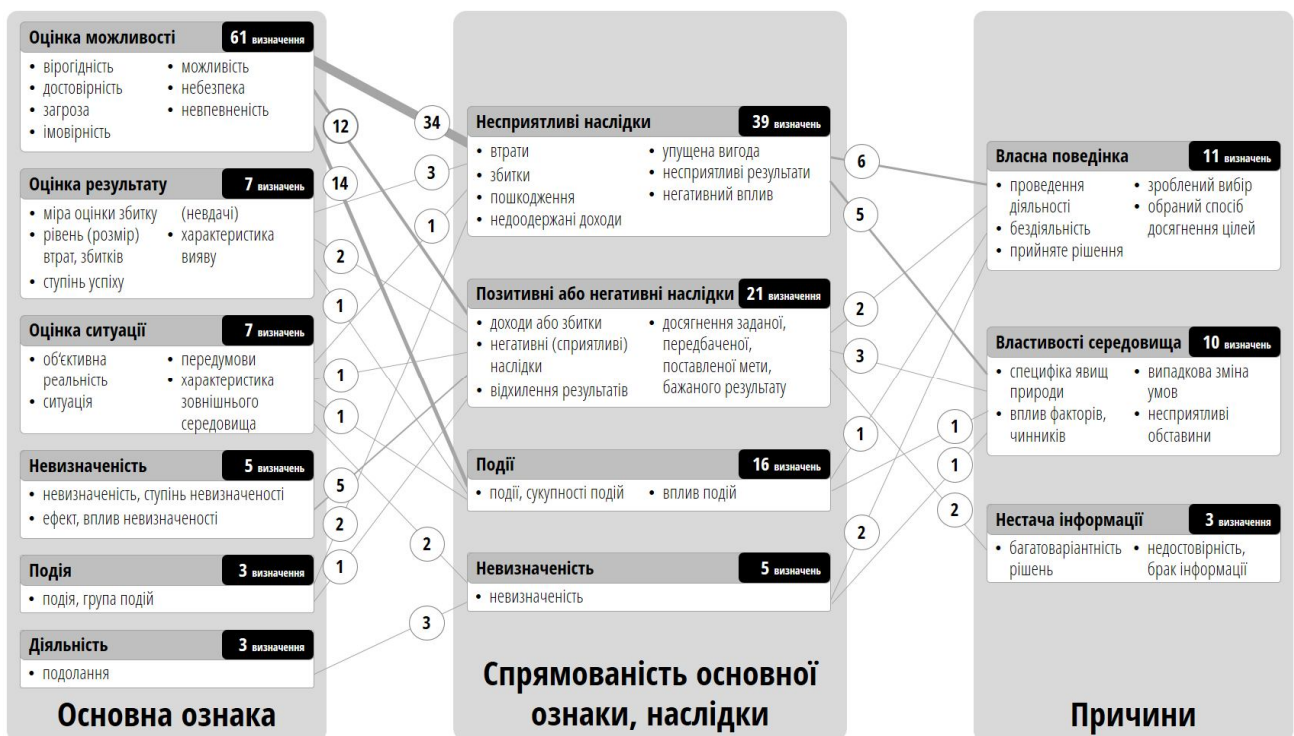 Оцінка можливості 61 визначення
• вірогідність • можливість
• достовірність • небезпека
• загроза • невпевненість
• імовірність
Оцінка результату 7 визначень
• міра оцінки збитку (невдачі)
• рівень (розмір) • характеристика
втрат, збитків вияву
• ступінь успіху
Оцінка ситуації 7 визначень
• об'єктивна • передумови
реальність • характеристика
• ситуація зовнішнього
середовища
Невизначеність 5 визначень
• невизначеність, ступінь невизначеості
• ефект, вплив невизначеності
Подія 3 визначення
• подія, група подій
Діяльність 3 визначення
• подолання
Основна ознака
12
34
3
14
1
2
1
1
1
5
2
2
1
3
Несприятливі наслідки 39 визначень
• втрати • упущена вигода
• збитки • несприятливі результати
• пошкодження • негативний вплив
• недоодержані доходи
Позитивні або негативні наслідки 21 визначення
• доходи або збитки • досягнення заданої,
• негативні (сприятливі) передбаченої,
наслідки поставленої мети,
• відхилення результатів бажаного результату
Події 16 визначень
• події, сукупності подій • вплив подій
Невизначеність 5 визначень
• невизначеність
Спрямованість основної
ознаки, наслідки
6
5
2
3
1
1
1
2
2
Власна поведінка 11 визначень
• проведення • зроблений вибір
діяльності • обраний спосіб
• бездіяльність досягнення цілей
• прийняте рішення
Властивості середовища 10 визначень
• специфіка явищ • випадкова зміна
природи умов
• вплив факторів, • несприятливі
чинників обставини
Нестача інформації 3 визначення
• багатоваріантність • недостовірність,
рішень брак інформації
Причини